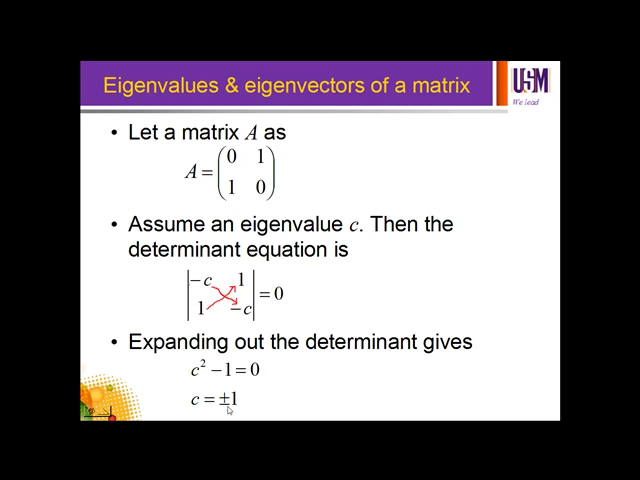 Eigenvalues & eigenvectors of a matrix
USM
We lead
• Let a matrix A as
A = ( 0 1
1 0 )
• Assume an eigenvalue c. Then the
determinant equation is
| −c 1
1 −c | = 0
• Expanding out the determinant gives
c² − 1 = 0
c = ±1